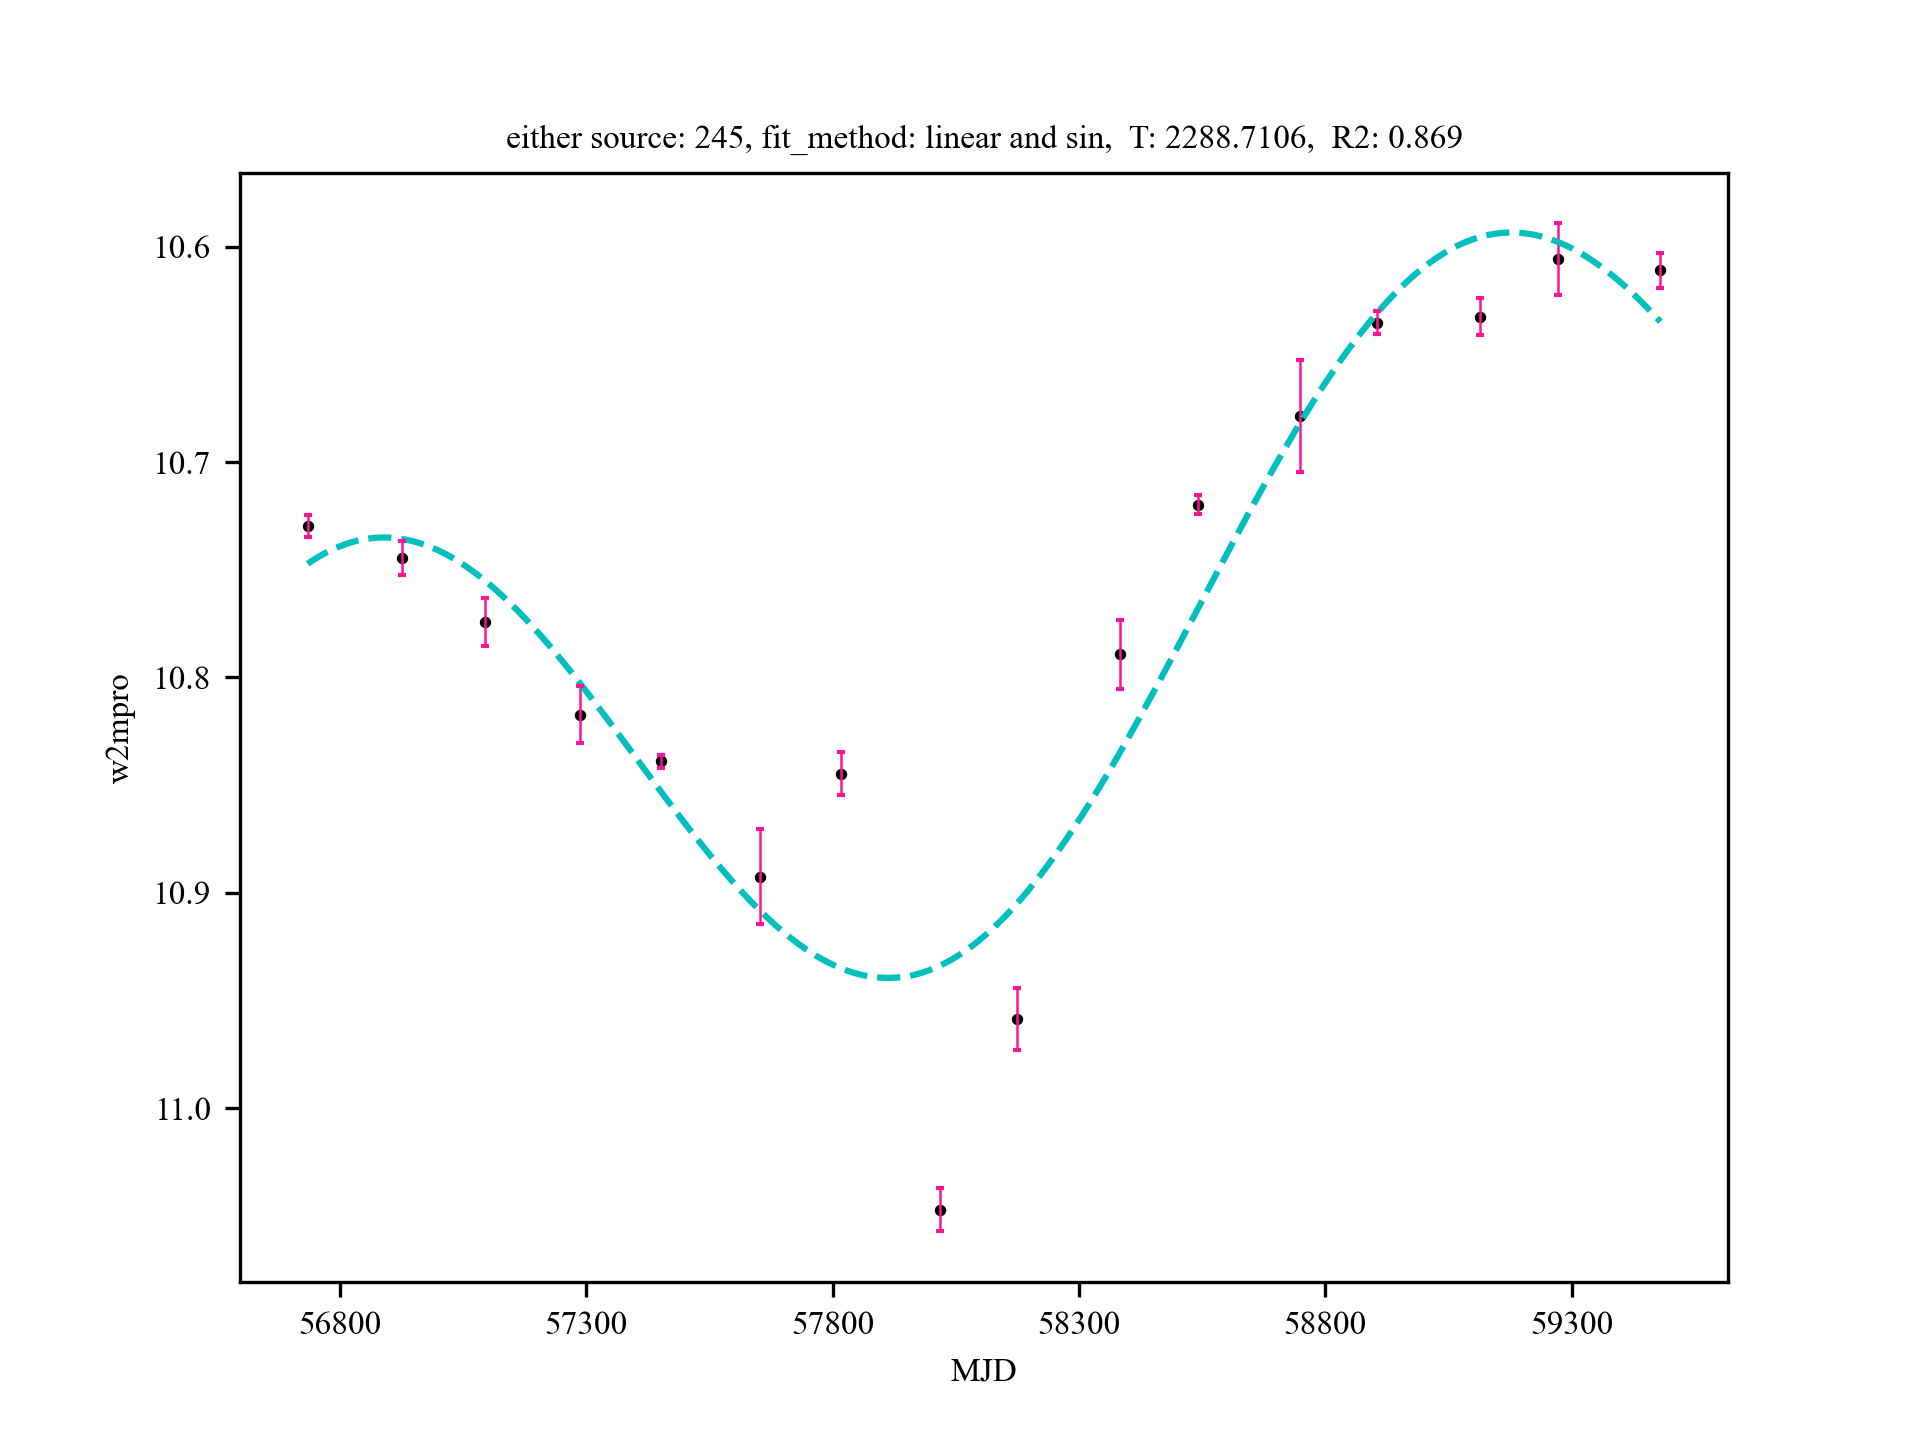 either source: 245, fit_method: linear and sin,  T: 2288.7106,  R2: 0.869
10.6
10.7
10.8
10.9
11.0
w2mpro
56800 57300 57800 58300 58800 59300
MJD